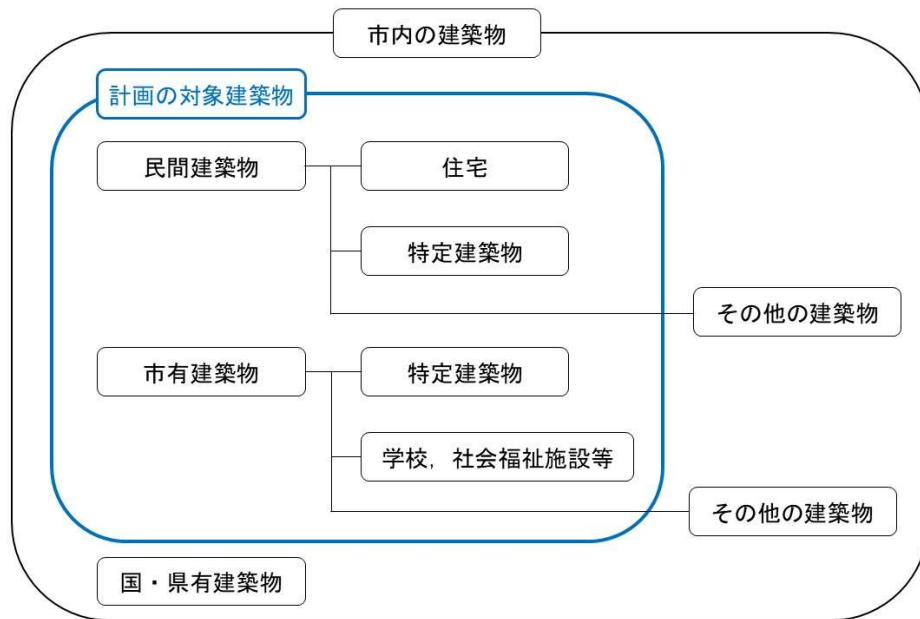 市内の建築物
計画の対象建築物
民間建築物
住宅
特定建築物
その他の建築物
市有建築物
特定建築物
学校，社会福祉施設等
その他の建築物
国・県有建築物